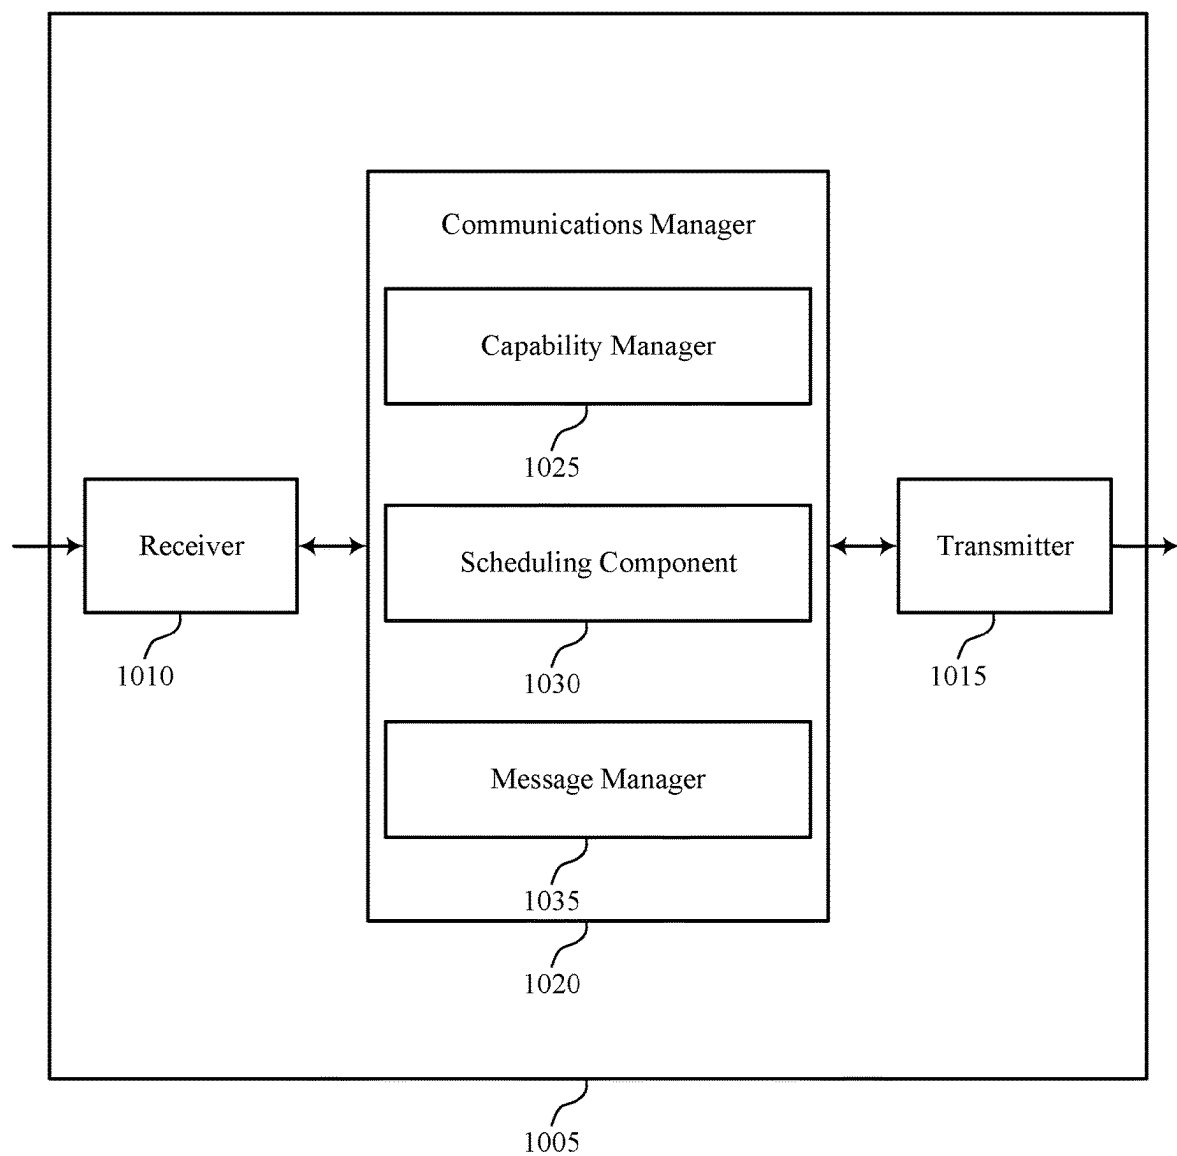 Communications Manager
Capability Manager
1025
Receiver
1010
Scheduling Component
1030
Transmitter
1015
Message Manager
1035
1020
1005